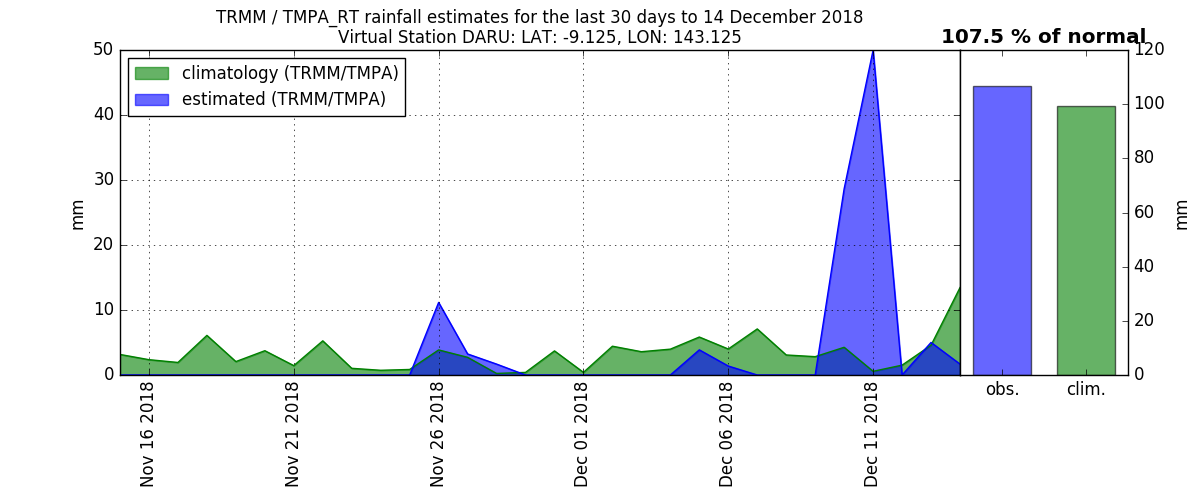 TRMM / TMPA_RT rainfall estimates for the last 30 days to 14 December 2018
Virtual Station DARU: LAT: -9.125, LON: 143.125
107.5 % of normal
climatology (TRMM/TMPA)
estimated (TRMM/TMPA)
50
40
30
20
10
0
mm
Nov 16 2018
Nov 21 2018
Nov 26 2018
Dec 01 2018
Dec 06 2018
Dec 11 2018
obs.
clim.
120
100
80
60
40
20
0
mm